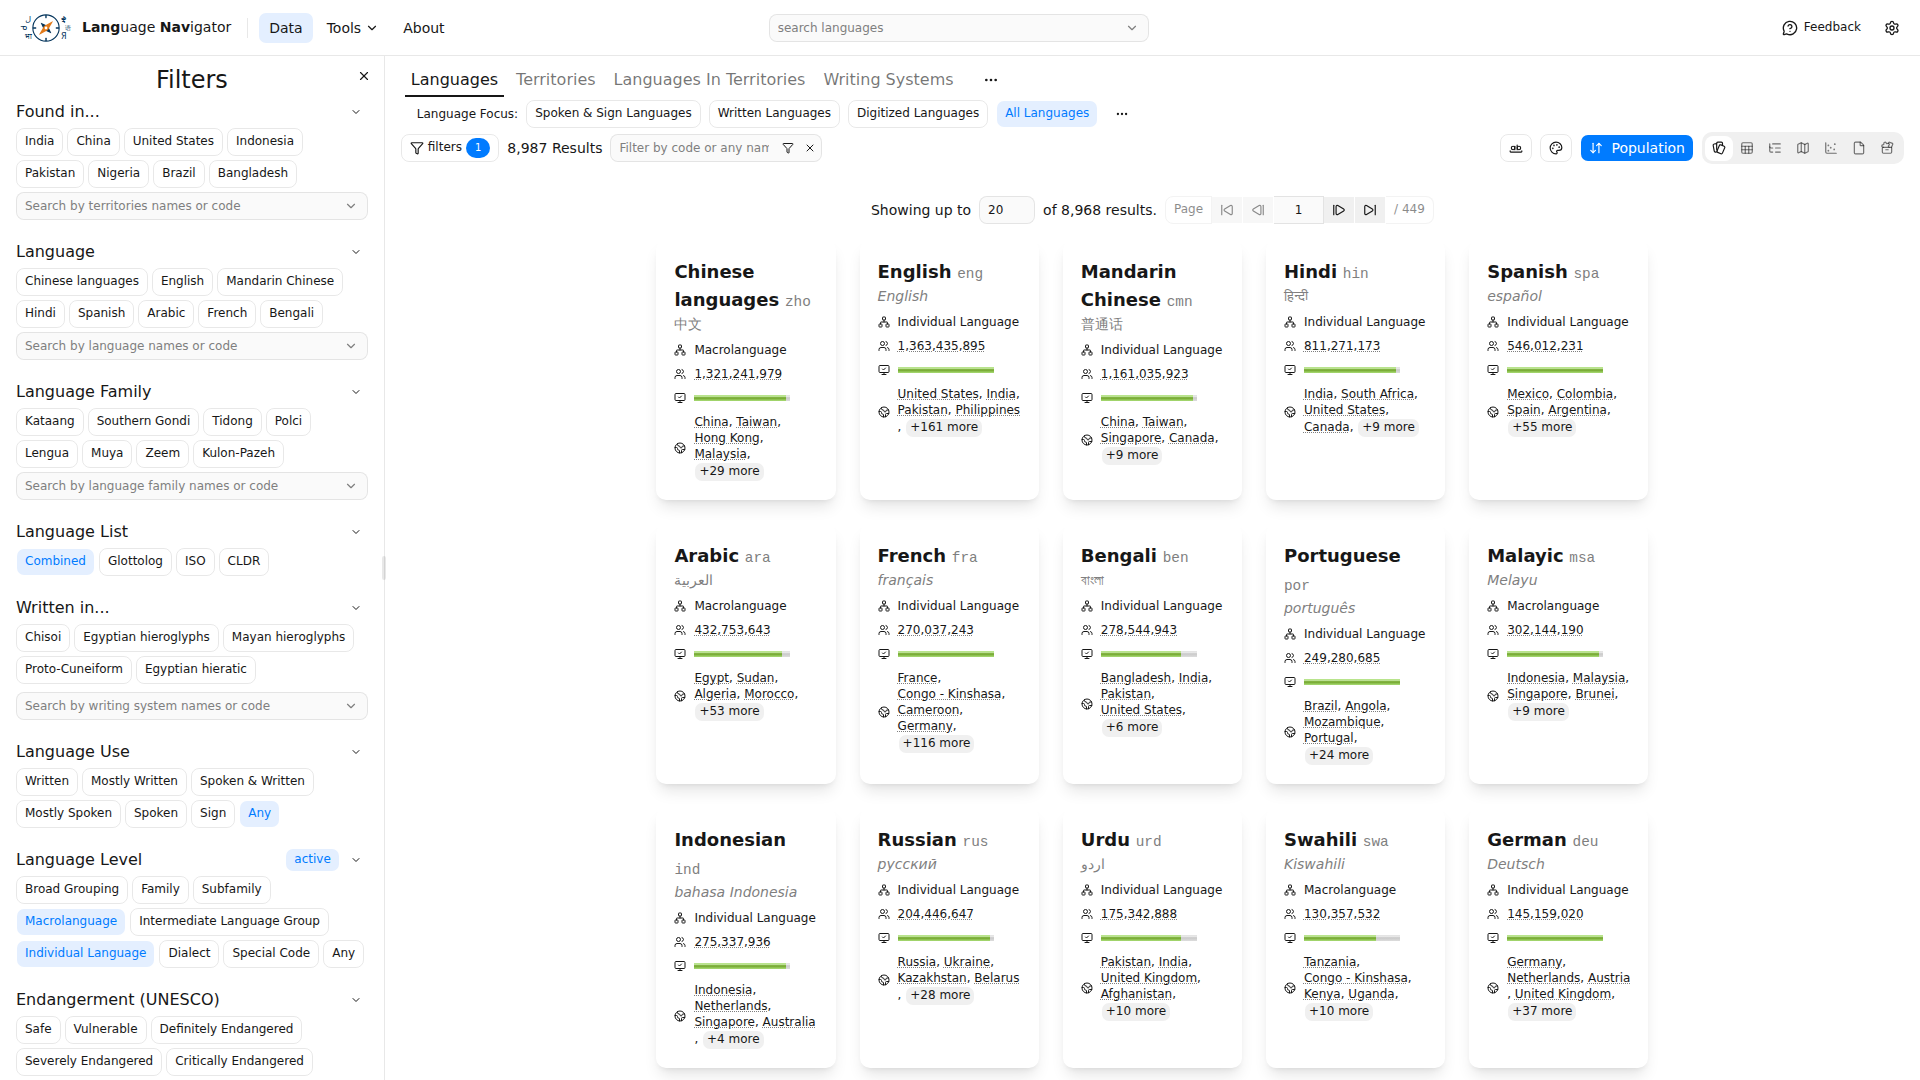 Language Navigator
Data
Tools
About
search languages
Feedback
Filters
Found in...
India
China
United States
Indonesia
Pakistan
Nigeria
Brazil
Bangladesh
Search by territories names or code
Language
Chinese languages
English
Mandarin Chinese
Hindi
Spanish
Arabic
French
Bengali
Search by language names or code
Language Family
Kataang
Southern Gondi
Tidong
Polci
Lengua
Muya
Zeem
Kulon-Pazeh
Search by language family names or code
Language List
Combined
Glottolog
ISO
CLDR
Written in...
Chisoi
Egyptian hieroglyphs
Mayan hieroglyphs
Proto-Cuneiform
Egyptian hieratic
Search by writing system names or code
Language Use
Written
Mostly Written
Spoken & Written
Mostly Spoken
Spoken
Sign
Any
Language Level
active
Broad Grouping
Family
Subfamily
Macrolanguage
Intermediate Language Group
Individual Language
Dialect
Special Code
Any
Endangerment (UNESCO)
Safe
Vulnerable
Definitely Endangered
Severely Endangered
Critically Endangered
Languages
Territories
Languages In Territories
Writing Systems
Language Focus:
Spoken & Sign Languages
Written Languages
Digitized Languages
All Languages
filters 1
8,987 Results
Filter by code or any nam
Population
Showing up to 20 of 8,968 results.
Page 1 / 449
Chinese
languages zho
中文
Macrolanguage
1,321,241,979
China, Taiwan,
Hong Kong,
Malaysia,
+29 more
English eng
English
Individual Language
1,363,435,895
United States, India,
Pakistan, Philippines
, +161 more
Mandarin
Chinese cmn
普通话
Individual Language
1,161,035,923
China, Taiwan,
Singapore, Canada,
+9 more
Hindi hin
हिन्दी
Individual Language
811,271,173
India, South Africa,
United States,
Canada, +9 more
Spanish spa
español
Individual Language
546,012,231
Mexico, Colombia,
Spain, Argentina,
+55 more
Arabic ara
العربية
Macrolanguage
432,753,643
Egypt, Sudan,
Algeria, Morocco,
+53 more
French fra
français
Individual Language
270,037,243
France,
Congo - Kinshasa,
Cameroon,
Germany,
+116 more
Bengali ben
বাংলা
Individual Language
278,544,943
Bangladesh, India,
Pakistan,
United States,
+6 more
Portuguese
por
português
Individual Language
249,280,685
Brazil, Angola,
Mozambique,
Portugal,
+24 more
Malayic msa
Melayu
Macrolanguage
302,144,190
Indonesia, Malaysia,
Singapore, Brunei,
+9 more
Indonesian
ind
bahasa Indonesia
Individual Language
275,337,936
Indonesia,
Netherlands,
Singapore, Australia
, +4 more
Russian rus
русский
Individual Language
204,446,647
Russia, Ukraine,
Kazakhstan, Belarus
, +28 more
Urdu urd
اردو
Individual Language
175,342,888
Pakistan, India,
United Kingdom,
Afghanistan,
+10 more
Swahili swa
Kiswahili
Macrolanguage
130,357,532
Tanzania,
Congo - Kinshasa,
Kenya, Uganda,
+10 more
German deu
Deutsch
Individual Language
145,159,020
Germany,
Netherlands, Austria
, United Kingdom,
+37 more